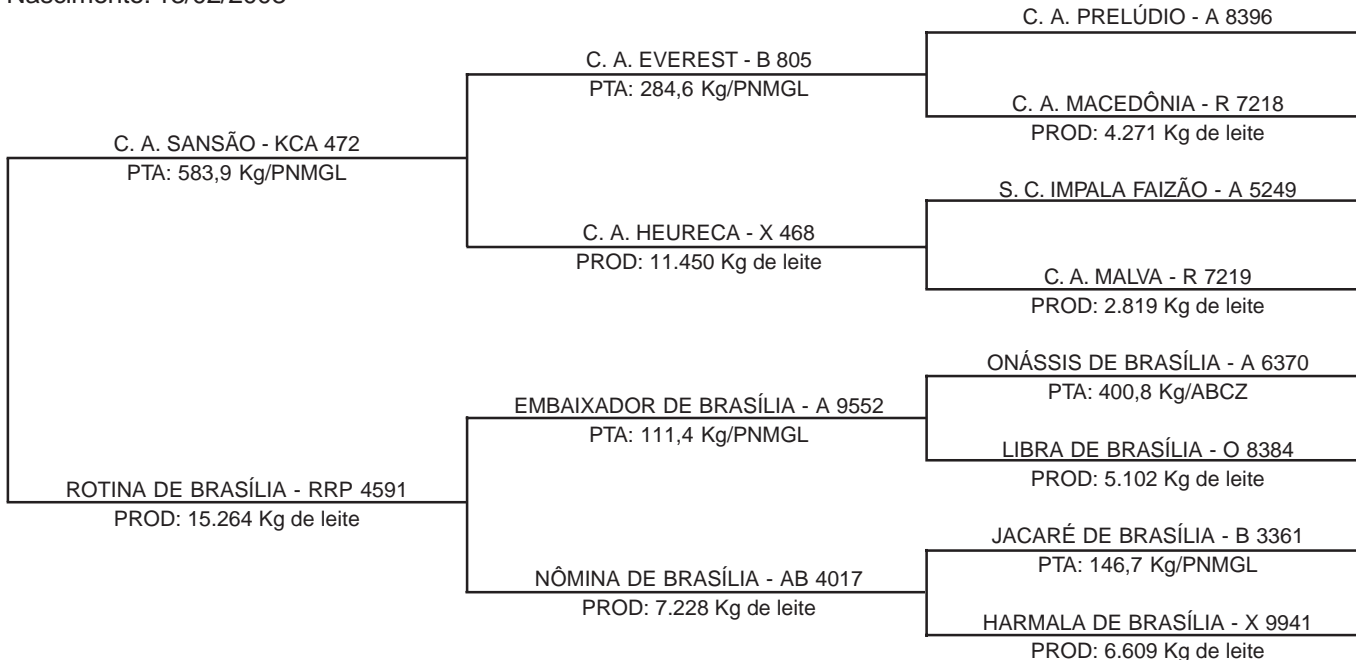 C. A. PRELÚDIO - A 8396
C. A. EVEREST - B 805
PTA: 284,6 Kg/PNMGL
C. A. MACEDÔNIA - R 7218
PROD: 4.271 Kg de leite
C. A. SANSÃO - KCA 472
PTA: 583,9 Kg/PNMGL
S. C. IMPALA FAIZÃO - A 5249
C. A. HEURECA - X 468
PROD: 11.450 Kg de leite
C. A. MALVA - R 7219
PROD: 2.819 Kg de leite
ONÁSSIS DE BRASÍLIA - A 6370
PTA: 400,8 Kg/ABCZ
EMBAIXADOR DE BRASÍLIA - A 9552
PTA: 111,4 Kg/PNMGL
LIBRA DE BRASÍLIA - O 8384
PROD: 5.102 Kg de leite
ROTINA DE BRASÍLIA - RRP 4591
PROD: 15.264 Kg de leite
JACARÉ DE BRASÍLIA - B 3361
PTA: 146,7 Kg/PNMGL
NÔMINA DE BRASÍLIA - AB 4017
PROD: 7.228 Kg de leite
HARMALA DE BRASÍLIA - X 9941
PROD: 6.609 Kg de leite